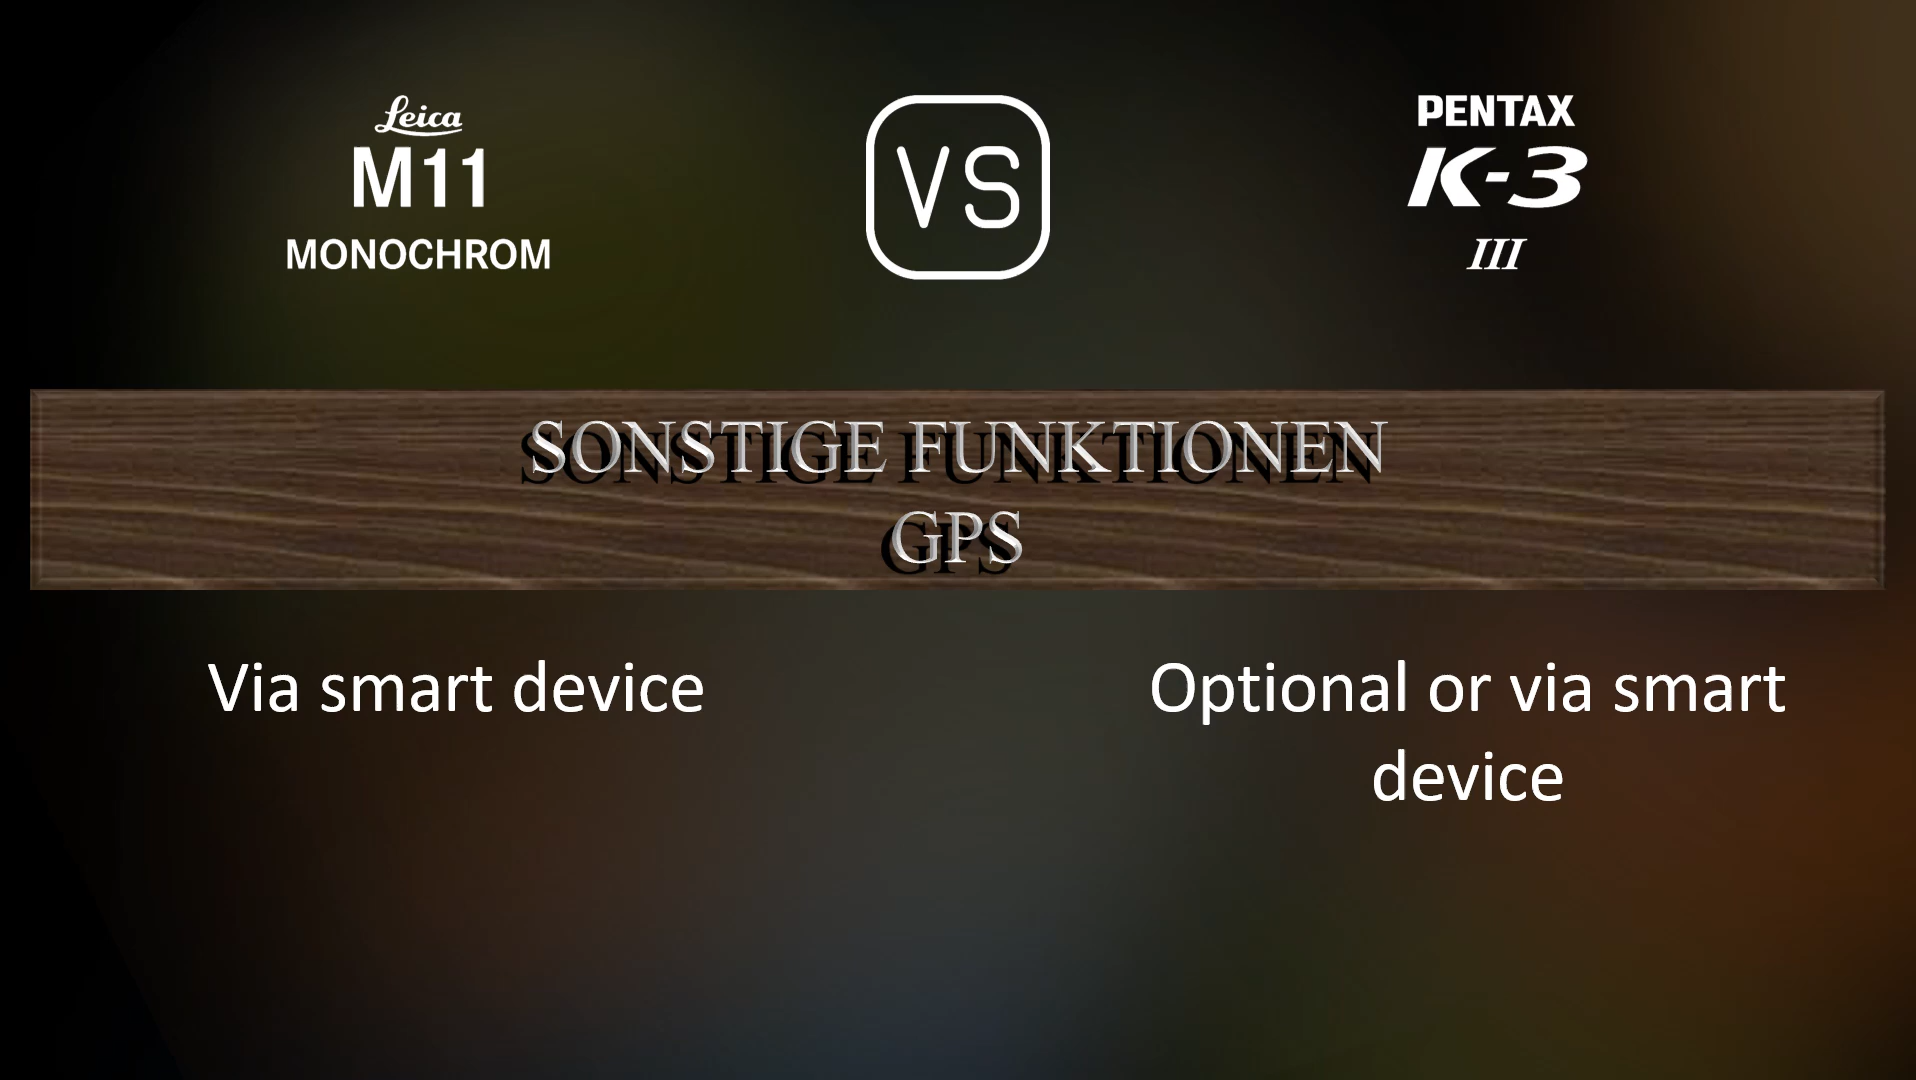 Leica
M11
MONOCHROM
VS
PENTAX
K-3
III
SONSTIGE FUNKTIONEN
GPS
Via smart device
Optional or via smart
device